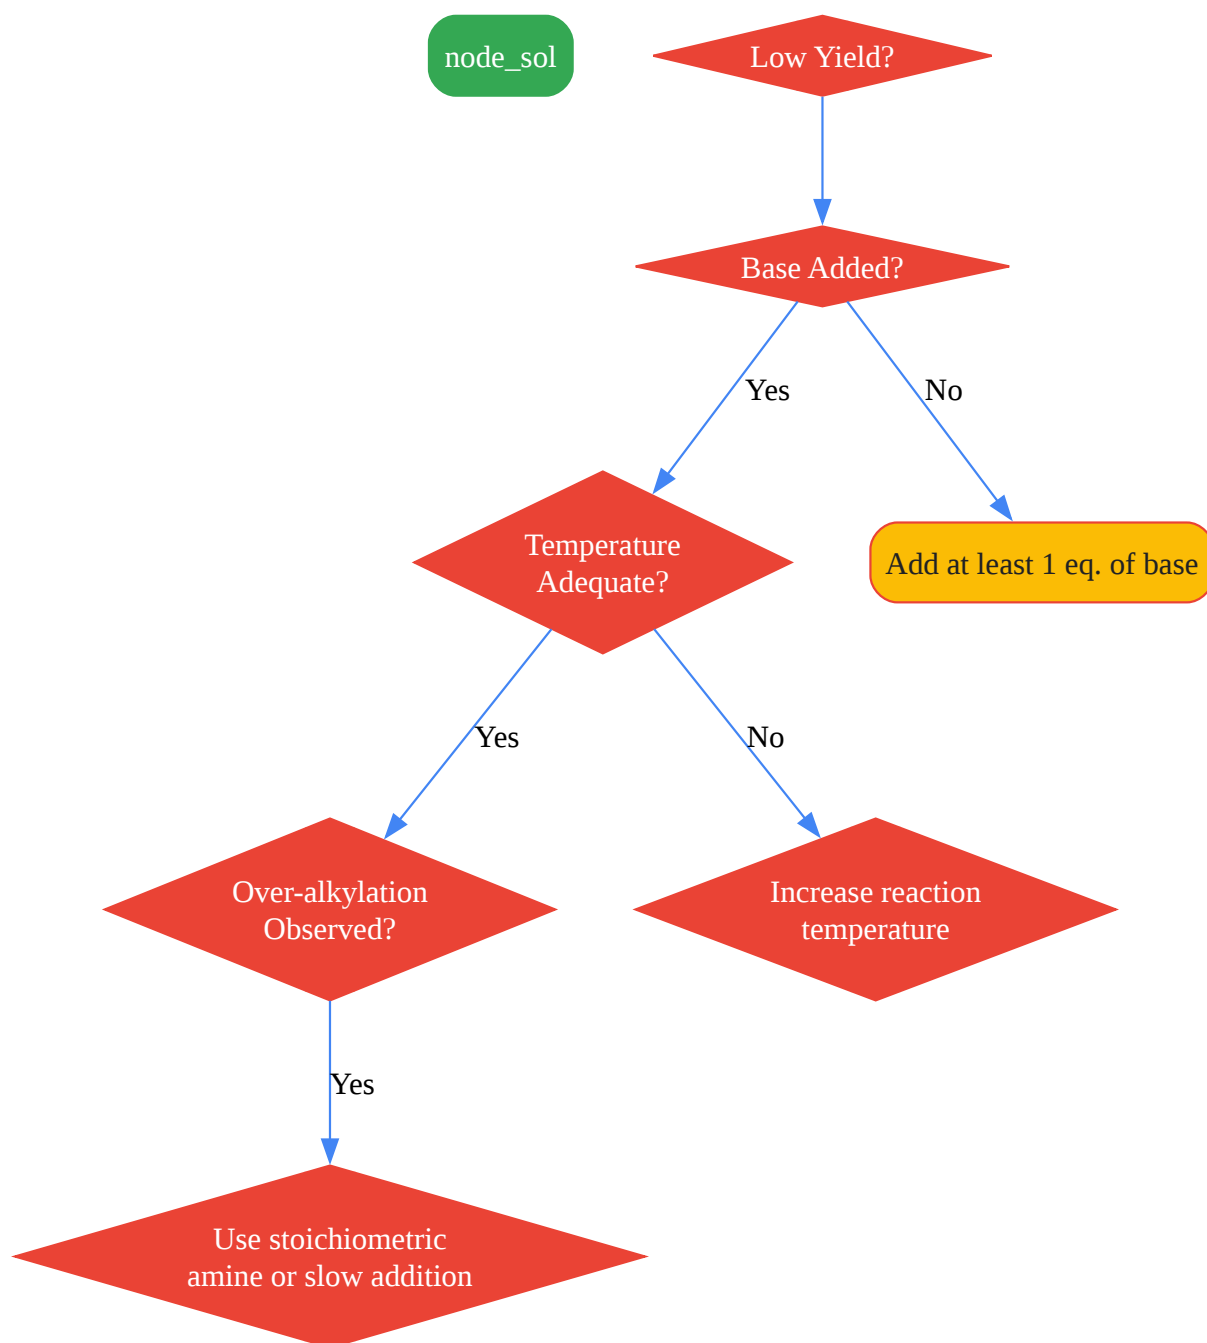 node_sol
Low Yield?
Base Added?
Yes
No
Temperature
Adequate?
Add at least 1 eq. of base
Yes
No
Over-alkylation
Observed?
Increase reaction
temperature
Yes
Use stoichiometric
amine or slow addition